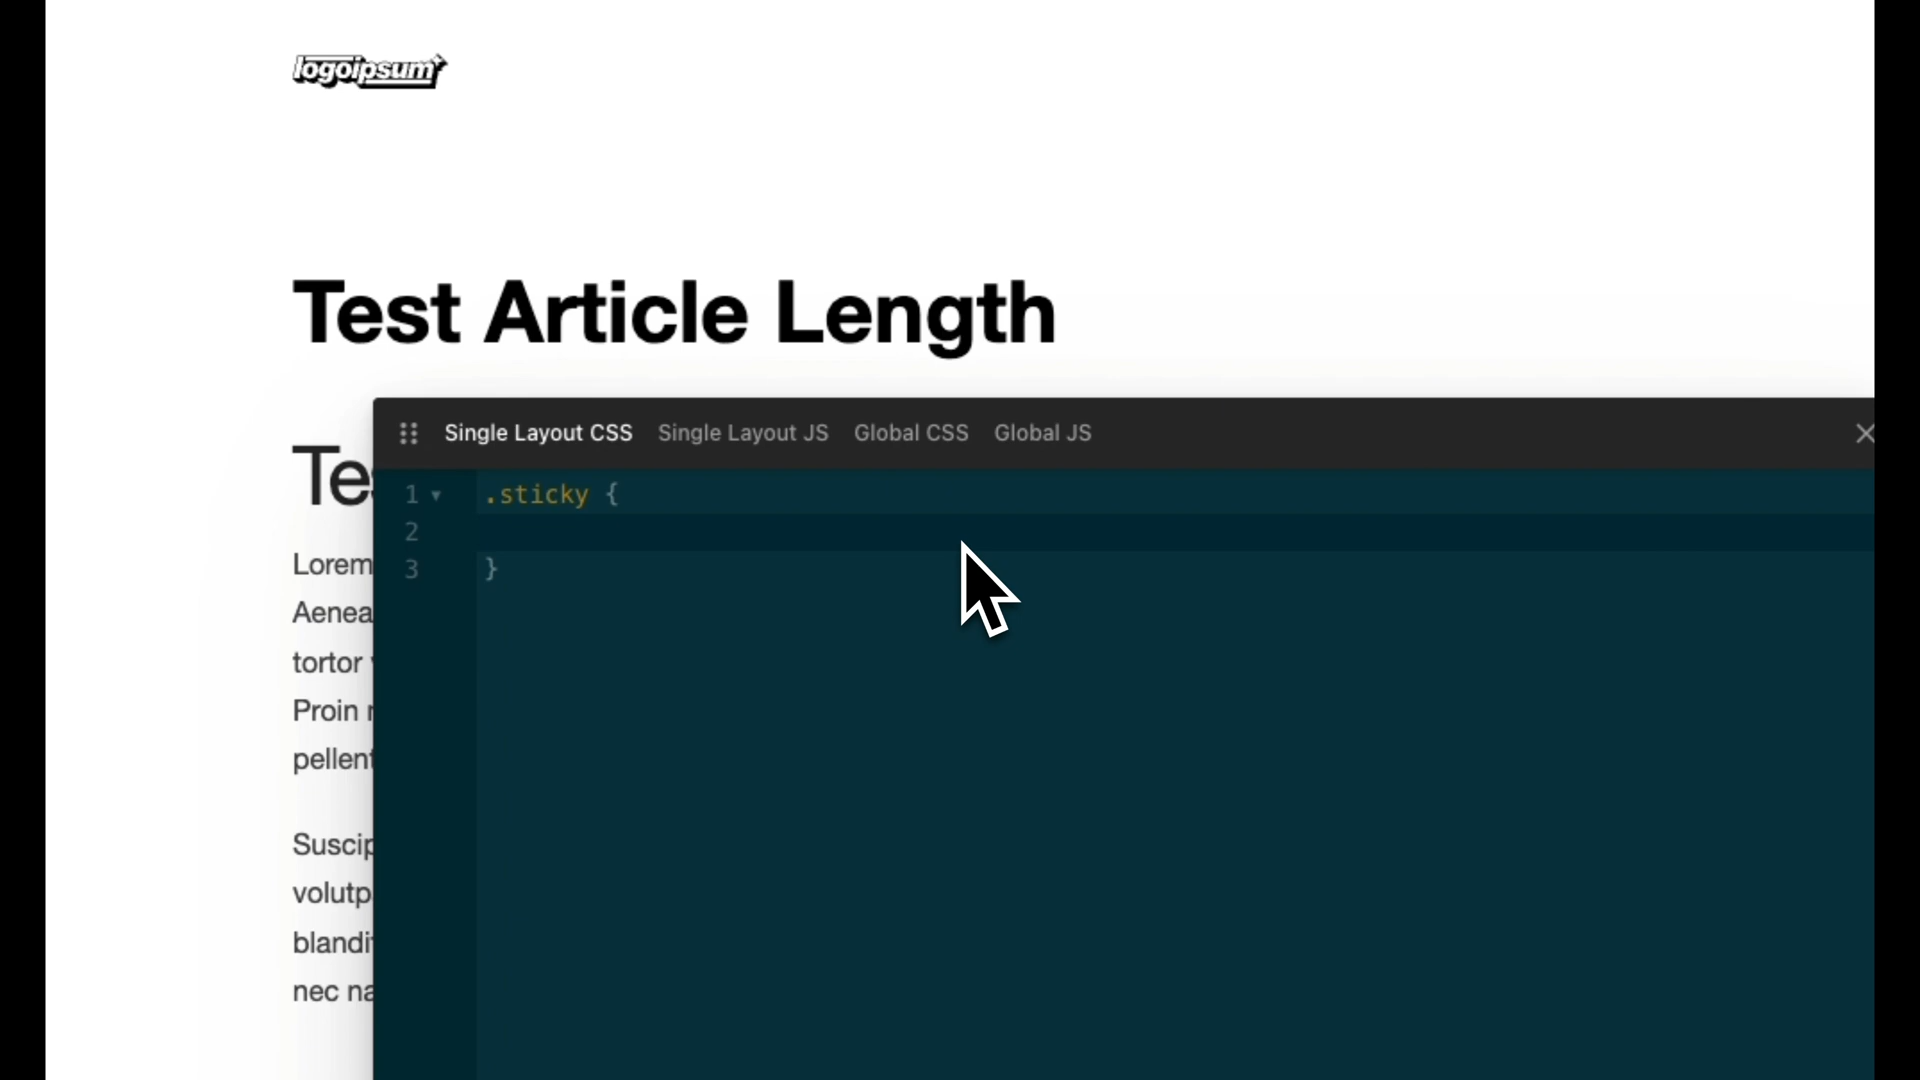 logoipsum
Test Article Length
Single Layout CSS Single Layout JS Global CSS Global JS
Te
1 .sticky {
2
3 }
Lorem
Aenea
tortor
Proin
pellent
Suscip
volutp
blandi
nec na